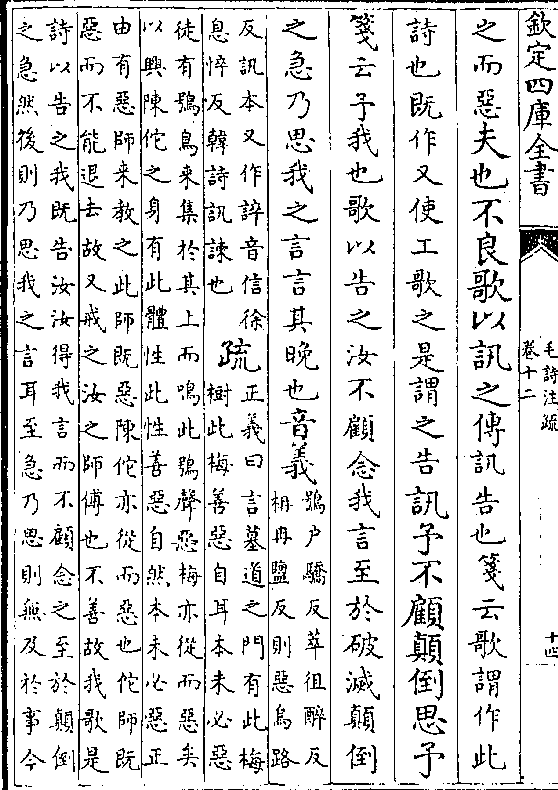 欽定四庫全書
毛詩注疏
卷十二
十四
之而惡夫也不良歌以訊之傳訊告也箋云歌謂作此
詩也既作又使工歌之是謂之告訊予不顧顛倒思予
箋云予我也歌以告之汝不顧念我言至於破滅顛倒
之急乃思我之言言其晚也音義
鴞户驕反萃徂醉反
枏冉鹽反則惡烏路
反訊本又作誶音信徐
息悴反韓詩訊諫也
疏
正義曰言墓道之門有此梅
樹此梅善惡自耳本未必惡
徒有鴞鳥來集於其上而鳴此鴞聲惡梅亦從而惡矣
以興陳佗之身有此體性此性善惡自然本未必惡正
由有惡師来教之此師既惡陳佗亦從而惡也佗師既
惡而不能退去故又戒之汝之師傅也不善故我歌是
詩以告之我既告汝汝得我言而不顧念之至於顛倒
之急然後則乃思我之言耳至急乃思則無及於事今